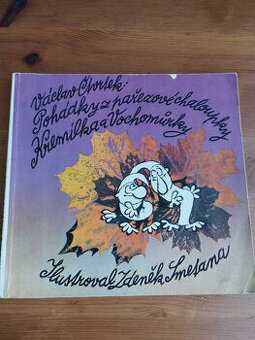 Václav Čtvrtek:
Pohádky z pařezové chaloupky
Křemílka a Vochomůrky
Ilustroval Zdeněk Smetana